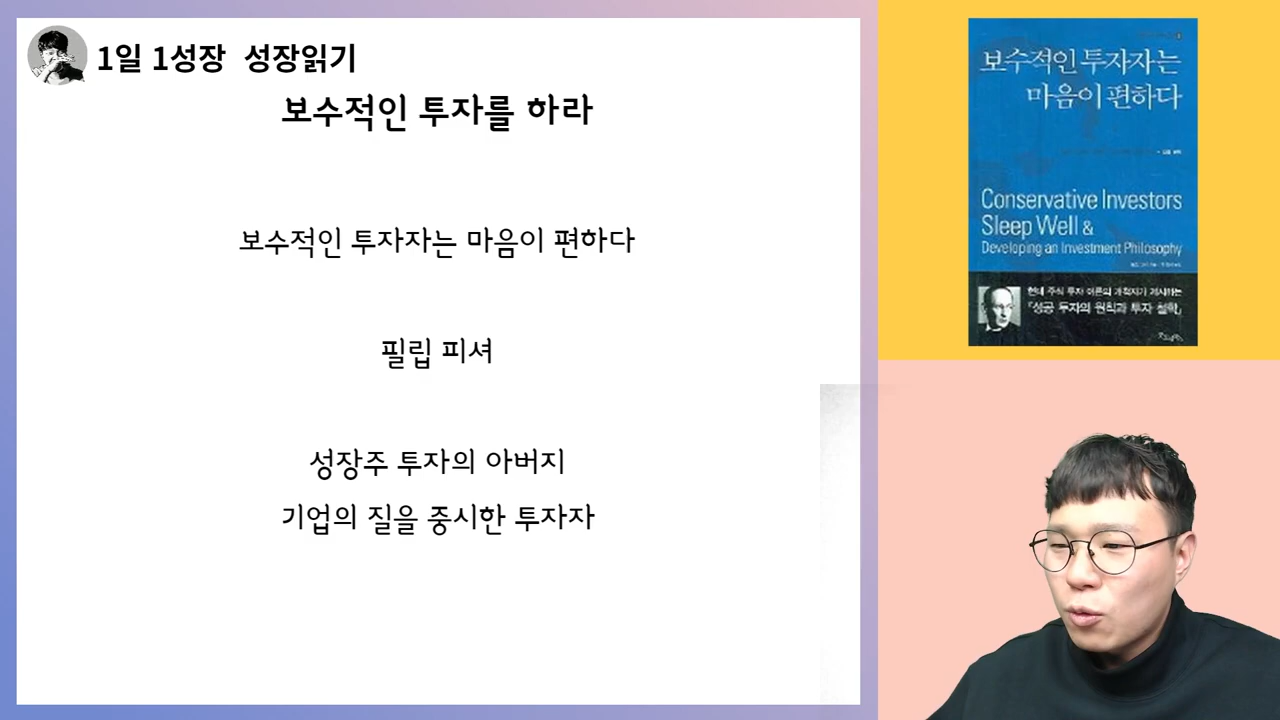 1일 1성장 성장읽기
보수적인 투자를 하라
보수적인 투자자는 마음이 편하다
필립 피셔
성장주 투자의 아버지
기업의 질을 중시한 투자자
보수적인 투자자는
마음이 편하다
Conservative Investors
Sleep Well &
Developing an Investment Philosophy
현대 주식 투자 이론의 개척자가 제시하는
「성공 투자의 원칙과 투자 철학」